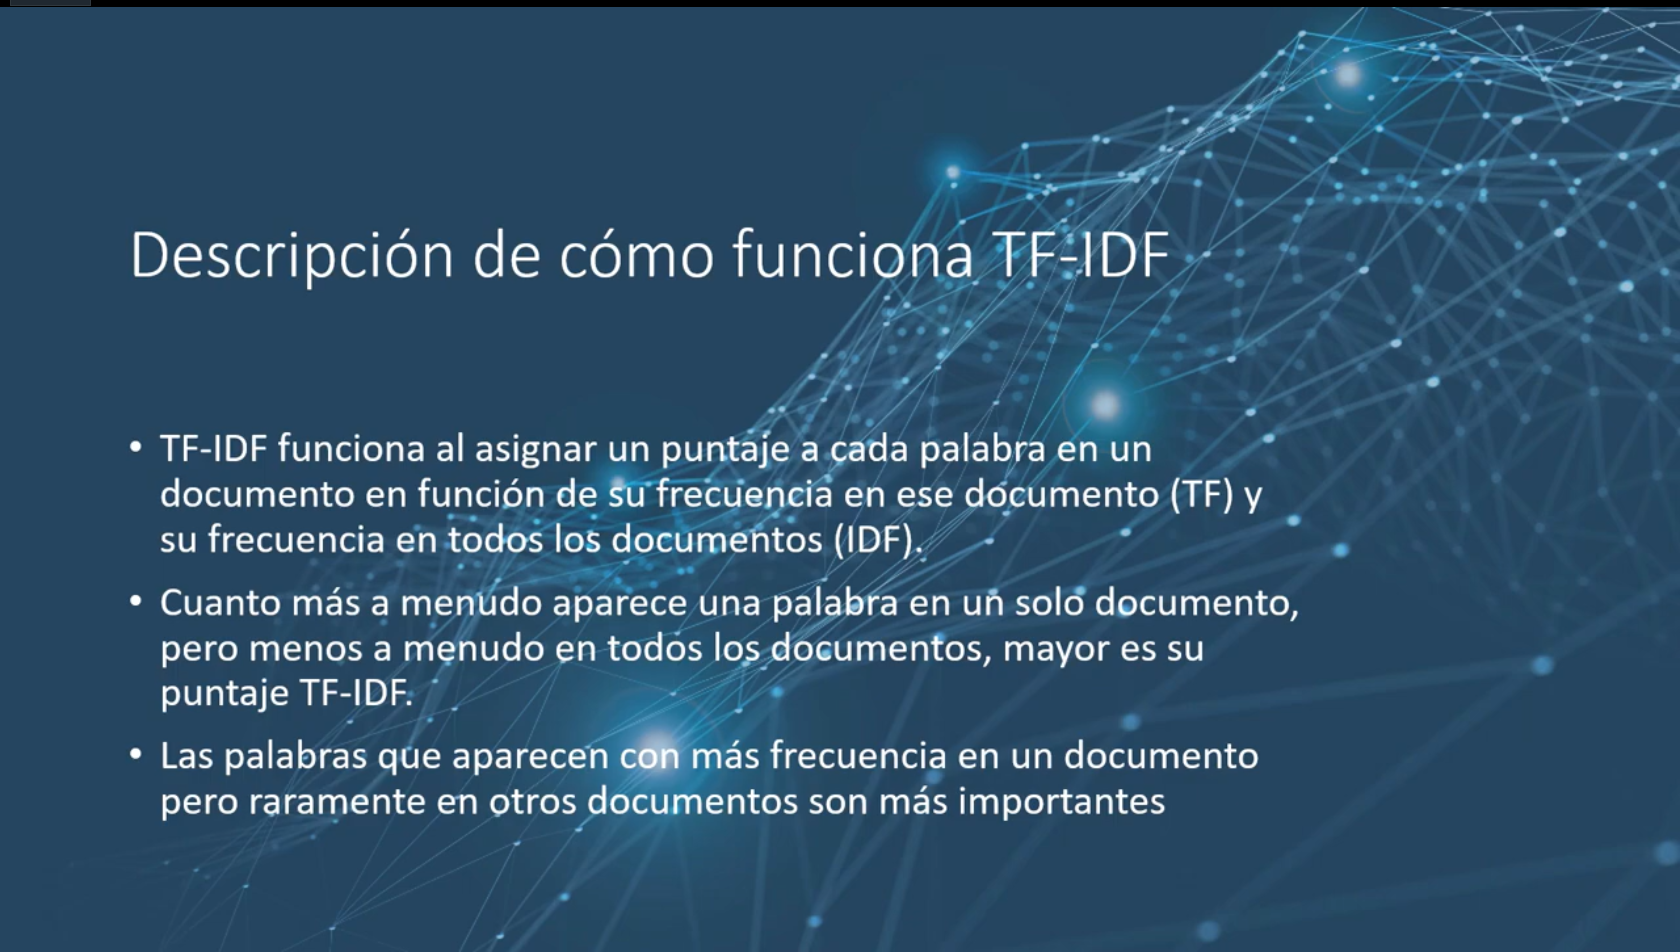 Descripción de cómo funciona TF-IDF
• TF-IDF funciona al asignar un puntaje a cada palabra en un
documento en función de su frecuencia en ese documento (TF) y
su frecuencia en todos los documentos (IDF).
• Cuanto más a menudo aparece una palabra en un solo documento,
pero menos a menudo en todos los documentos, mayor es su
puntaje TF-IDF.
• Las palabras que aparecen con más frecuencia en un documento
pero raramente en otros documentos son más importantes